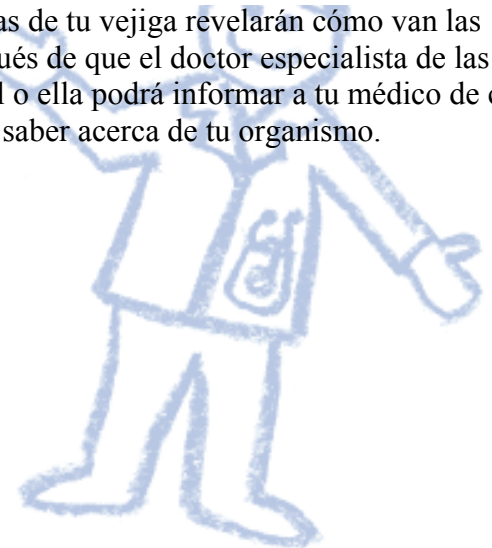 as de tu vejiga revelarán cómo van las
ués de que el doctor especialista de las
l o ella podrá informar a tu médico de
saber acerca de tu organismo.